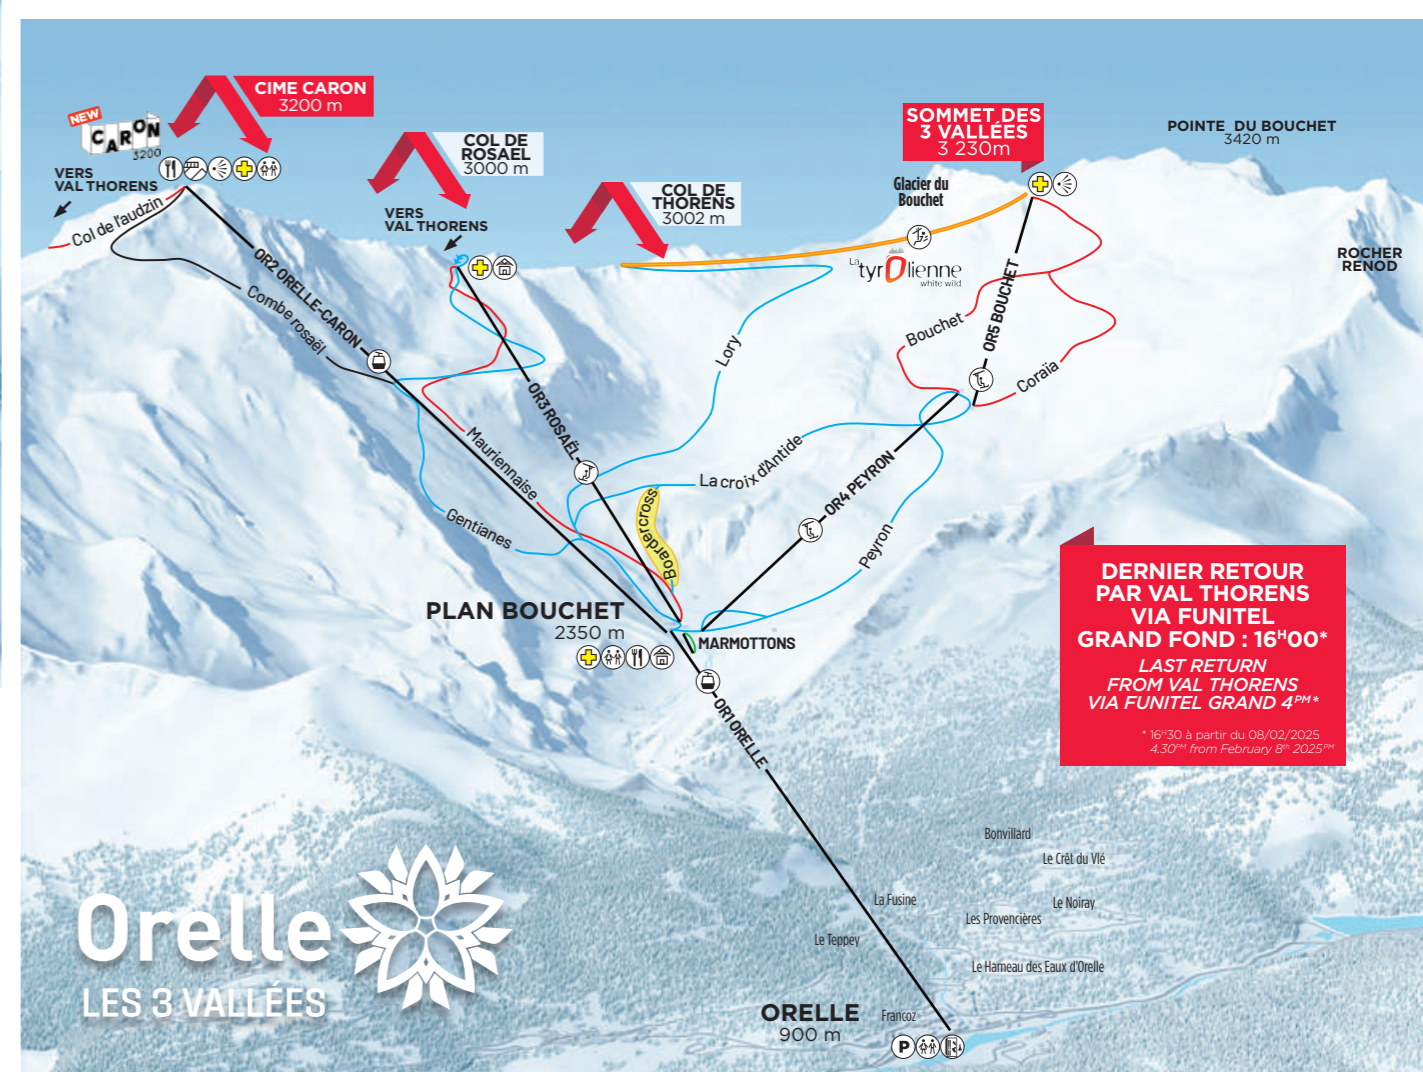 NEW
CARON
3200
CIME CARON
3200 m
VERS
VAL THORENS
Col de l'audzin
COL DE
ROSAEL
3000 m
VERS
VAL THORENS
COL DE
THORENS
3002 m
SOMMET DES
3 VALLÉES
3 230m
Glacier du
Bouchet
POINTE DU BOUCHET
3420 m
ROCHER
RENOD
La
tyrOlienne
white wild
OR2 ORELLE-CARON
Combe rosaël
OR3 ROSAËL
Lory
Bouchet
OR5 BOUCHET
Coraïa
Mauriennaise
Gentianes
La croix d'Antide
Boardercross
OR4 PEYRON
Peyron
PLAN BOUCHET
2350 m
MARMOTTONS
OR1 ORELLE
DERNIER RETOUR
PAR VAL THORENS
VIA FUNITEL
GRAND FOND : 16H00*
LAST RETURN
FROM VAL THORENS
VIA FUNITEL GRAND 4PM*
* 16H30 à partir du 08/02/2025
4.30PM from February 8th 2025PM
Bonvillard
Le Crêt du Vlé
La Fusine
Le Noiray
Les Provencières
Le Teppey
Le Hameau des Eaux d'Orelle
Orelle
LES 3 VALLÉES
ORELLE
900 m
Francoz
P